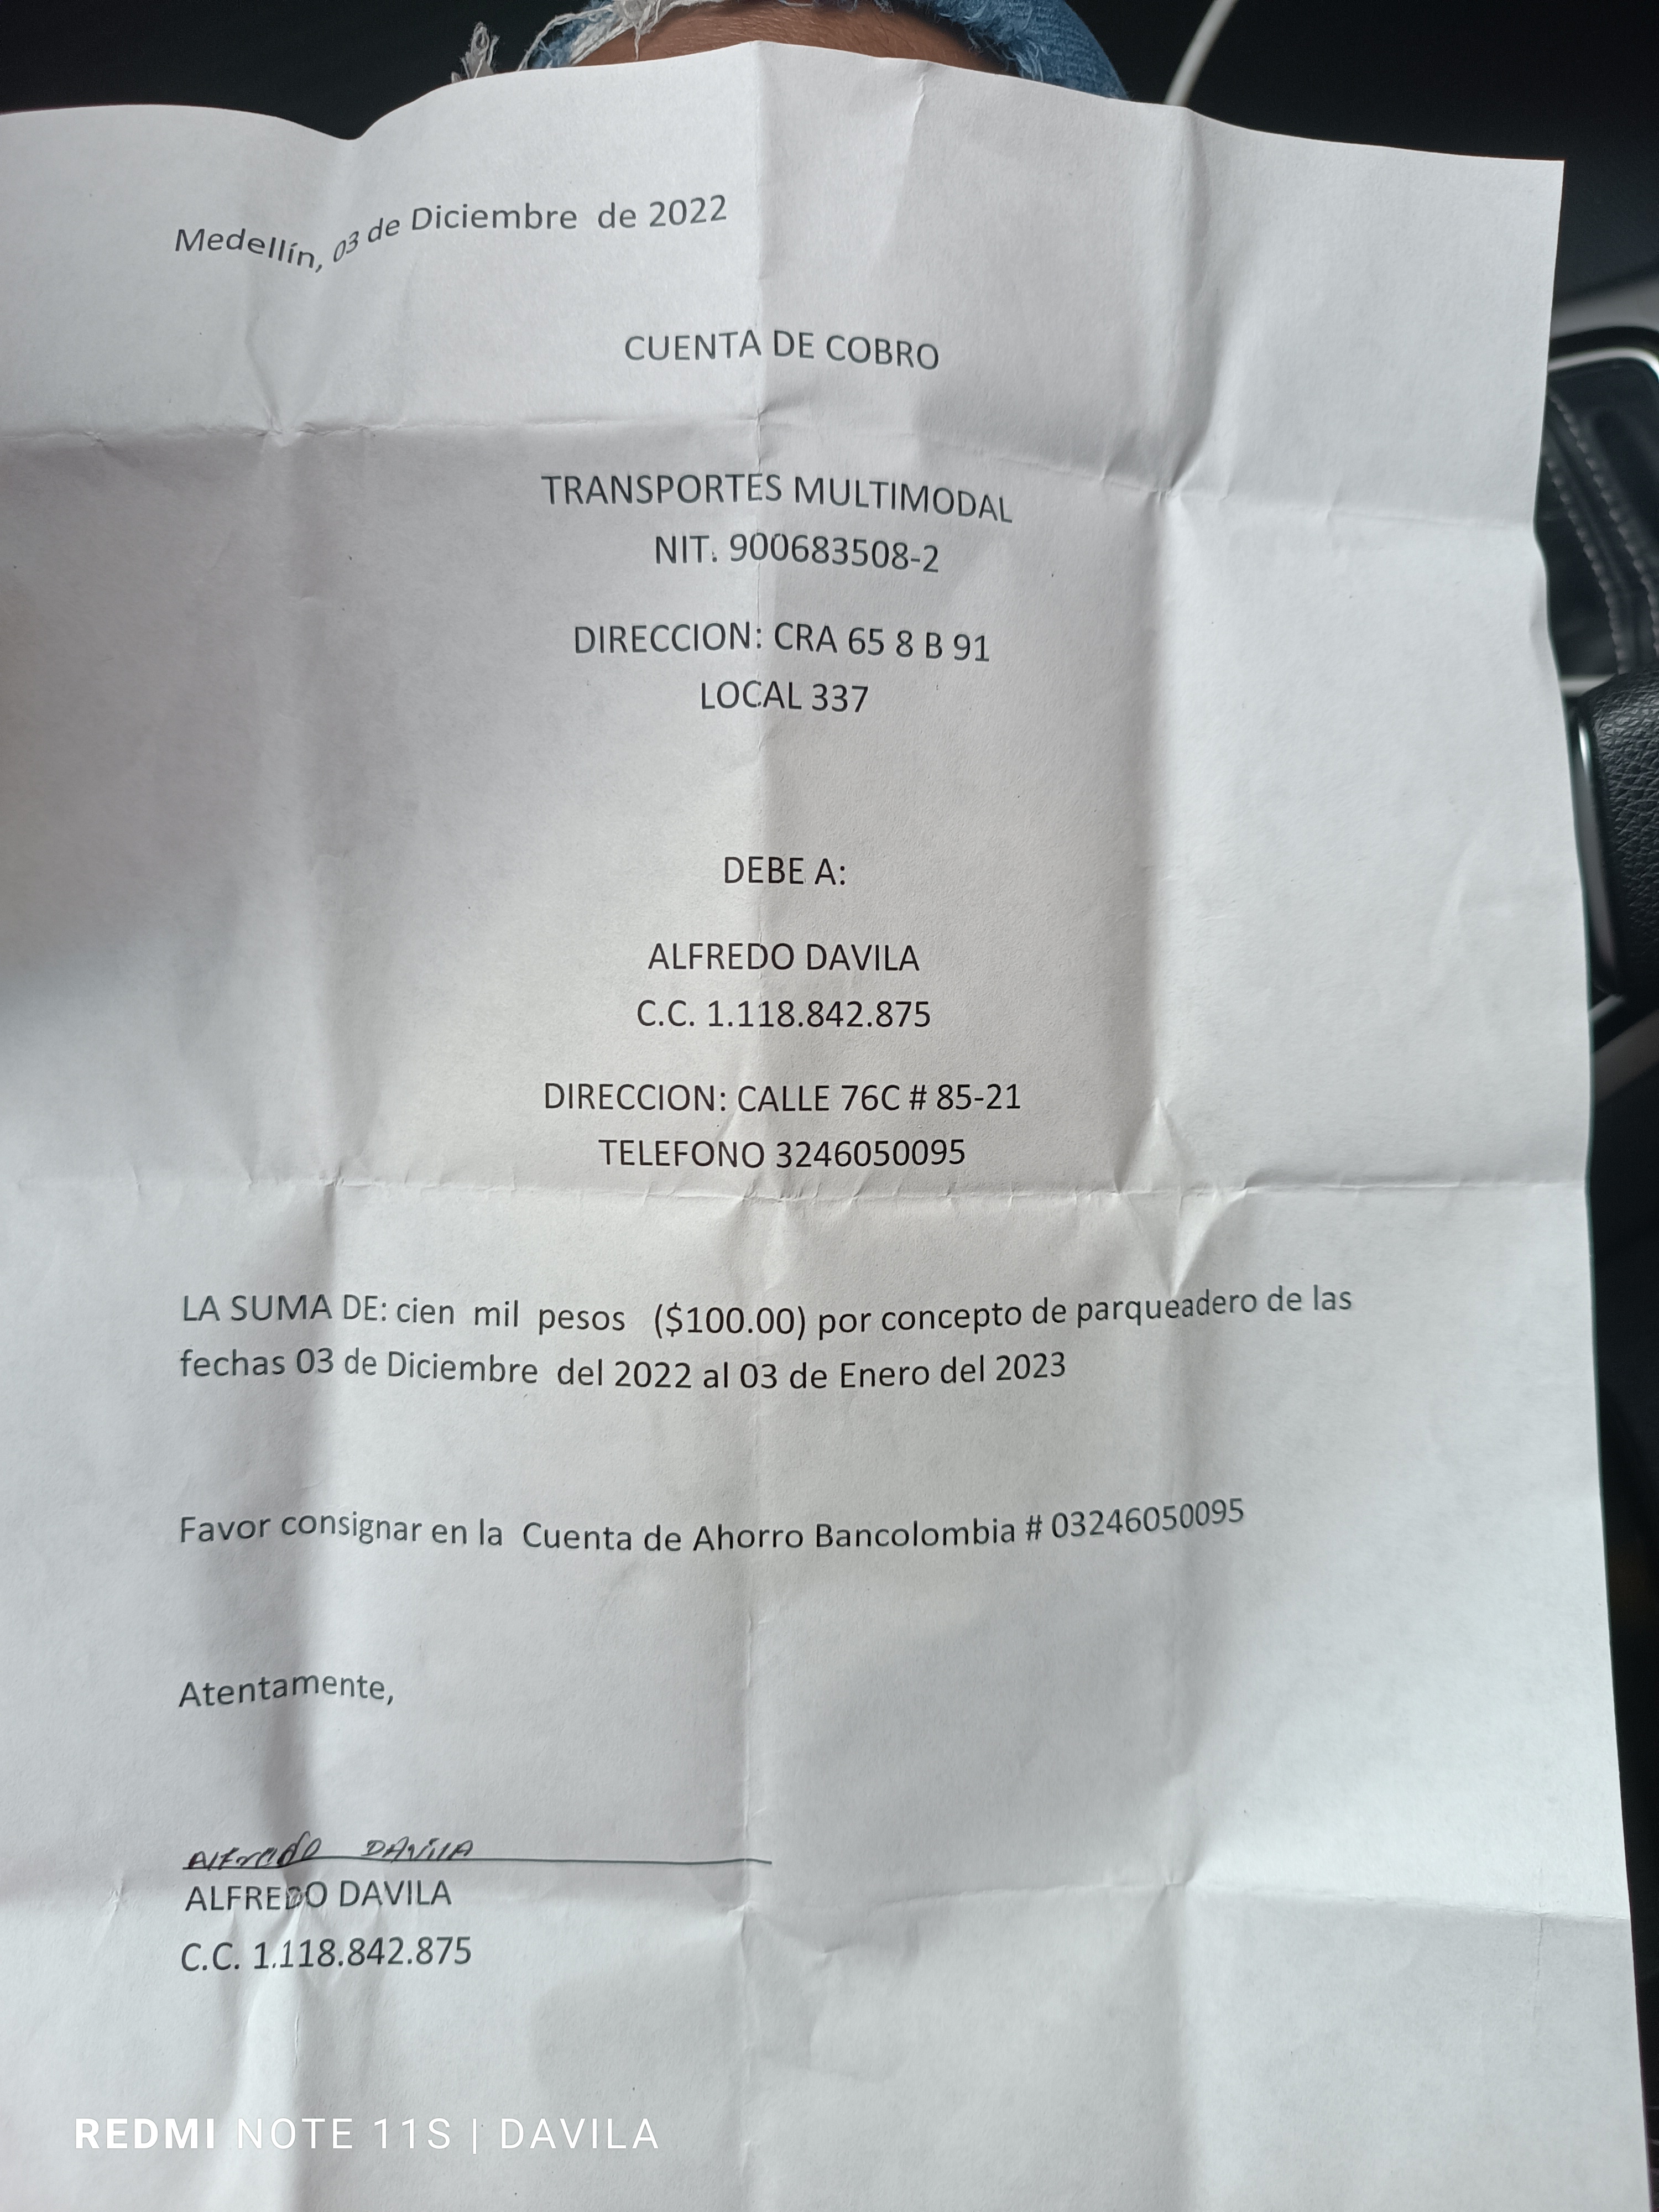 Medellín, 03 de Diciembre de 2022
CUENTA DE COBRO
TRANSPORTES MULTIMODAL
NIT. 900683508-2
DIRECCION: CRA 65 8 B 91
LOCAL 337
DEBE A:
ALFREDO DAVILA
C.C. 1.118.842.875
DIRECCION: CALLE 76C # 85-21
TELEFONO 3246050095
LA SUMA DE: cien mil pesos ($100.00) por concepto de parqueadero de las
fechas 03 de Diciembre del 2022 al 03 de Enero del 2023
Favor consignar en la Cuenta de Ahorro Bancolombia # 03246050095
Atentamente,
Alfredo DAvilA
ALFREDO DAVILA
C.C. 1.118.842.875
REDMI NOTE 11S | DAVILA